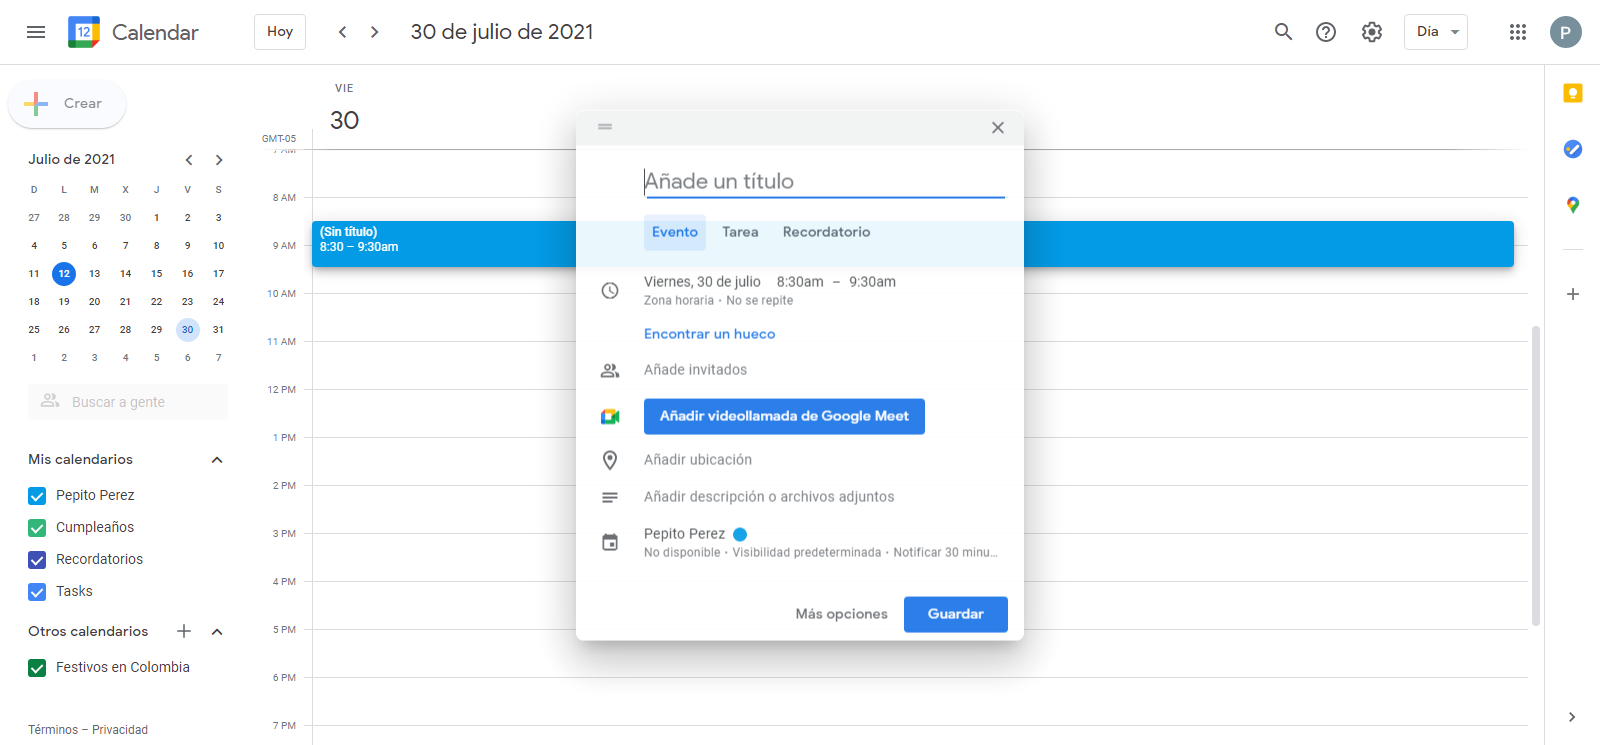 12 Calendar Hoy 30 de julio de 2021 Día P
Crear
VIE
30
GMT-05
Julio de 2021
D L M X J V S
27 28 29 30 1 2 3
4 5 6 7 8 9 10
11 12 13 14 15 16 17
18 19 20 21 22 23 24
25 26 27 28 29 30 31
1 2 3 4 5 6 7
Buscar a gente
Mis calendarios
Pepito Perez
Cumpleaños
Recordatorios
Tasks
Otros calendarios
Festivos en Colombia
Términos – Privacidad
7 AM
8 AM
9 AM
10 AM
11 AM
12 PM
1 PM
2 PM
3 PM
4 PM
5 PM
6 PM
7 PM
(Sin título)
8:30 – 9:30am
Añade un título
Evento Tarea Recordatorio
Viernes, 30 de julio 8:30am – 9:30am
Zona horaria · No se repite
Encontrar un hueco
Añade invitados
Añadir videollamada de Google Meet
Añadir ubicación
Añadir descripción o archivos adjuntos
Pepito Perez
No disponible · Visibilidad predeterminada · Notificar 30 minu...
Más opciones Guardar